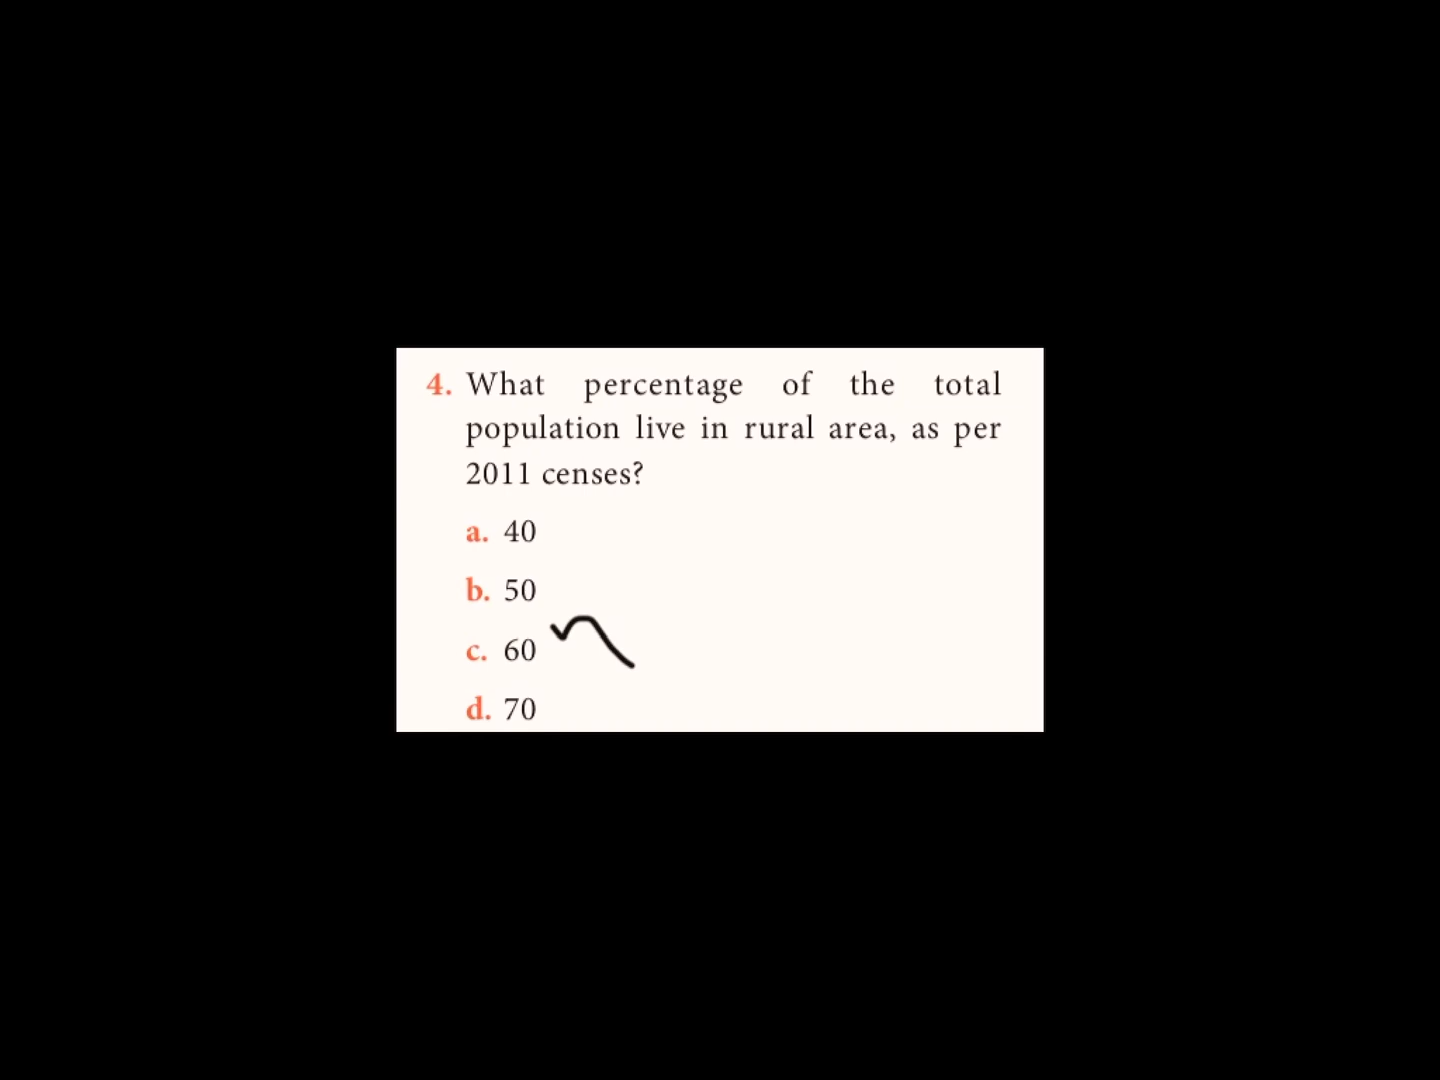 4. What percentage of the total
population live in rural area, as per
2011 censes?
a. 40
b. 50
c. 60
d. 70